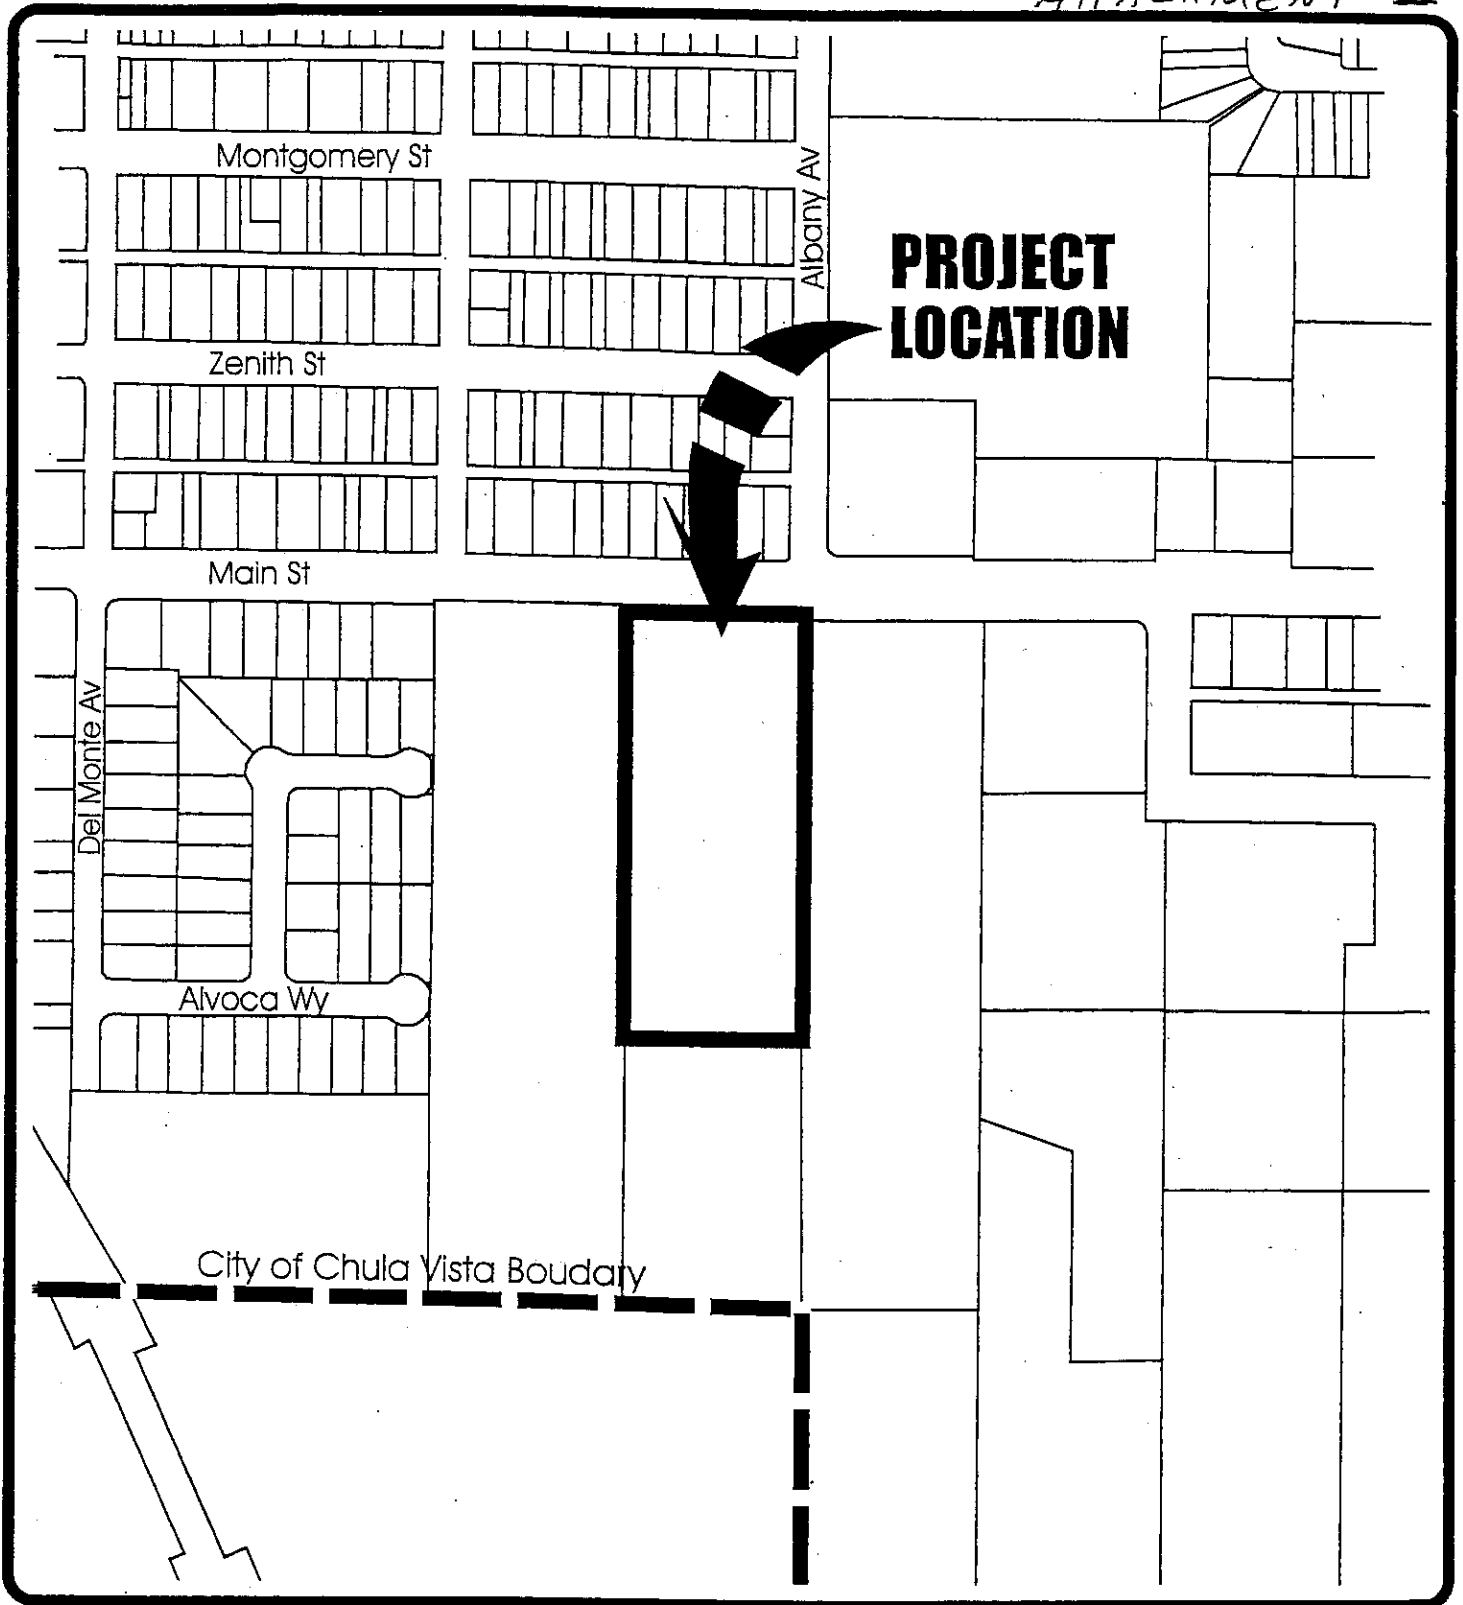 Montgomery St
Albany Av
PROJECT
LOCATION
Zenith St
Main St
Del Monte Av
Alvoca Wy
City of Chula Vista Boudary